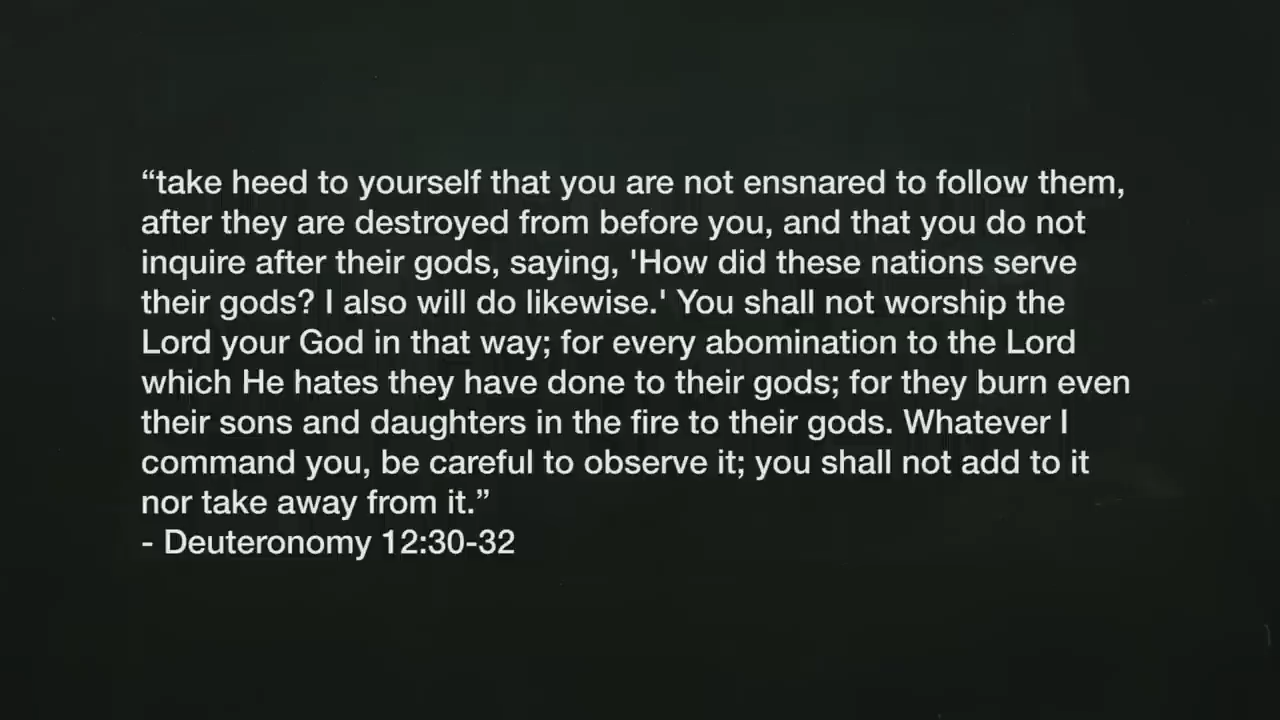 “take heed to yourself that you are not ensnared to follow them,
after they are destroyed from before you, and that you do not
inquire after their gods, saying, 'How did these nations serve
their gods? I also will do likewise.' You shall not worship the
Lord your God in that way; for every abomination to the Lord
which He hates they have done to their gods; for they burn even
their sons and daughters in the fire to their gods. Whatever I
command you, be careful to observe it; you shall not add to it
nor take away from it.”
- Deuteronomy 12:30-32